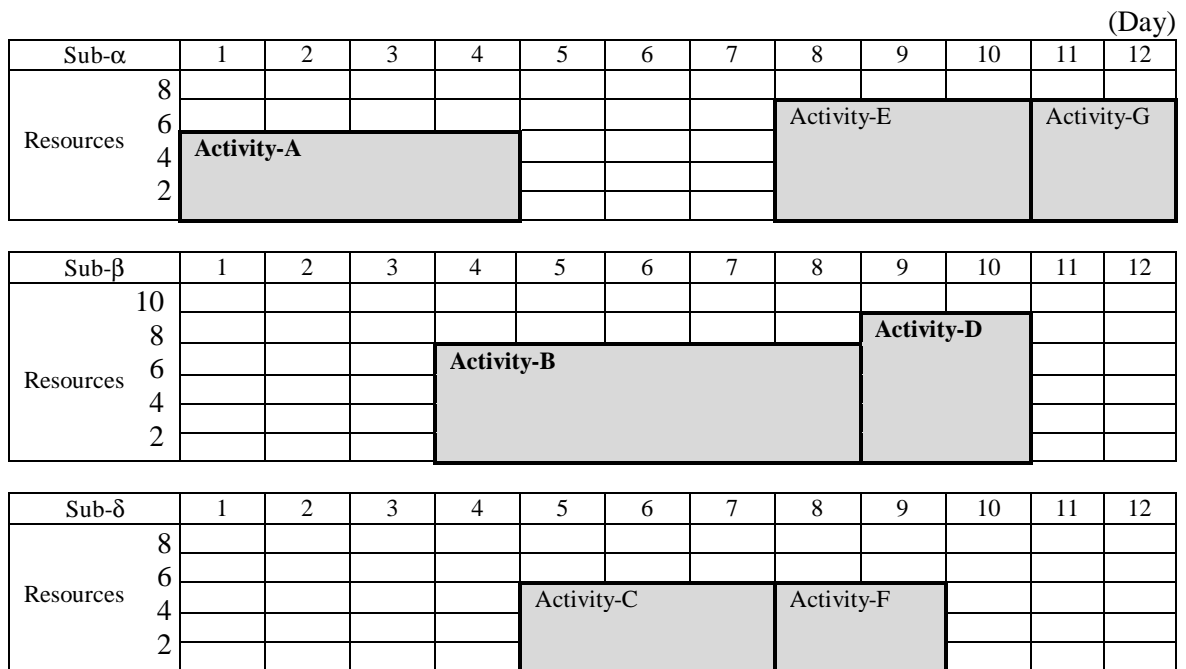 (Day)
Sub-α 1 2 3 4 5 6 7 8 9 10 11 12
8
6 Activity-E Activity-G
Resources 4 Activity-A
2
Sub-β 1 2 3 4 5 6 7 8 9 10 11 12
10
8 Activity-D
Resources 6 Activity-B
4
2
Sub-δ 1 2 3 4 5 6 7 8 9 10 11 12
8
6
Resources 4 Activity-C Activity-F
2